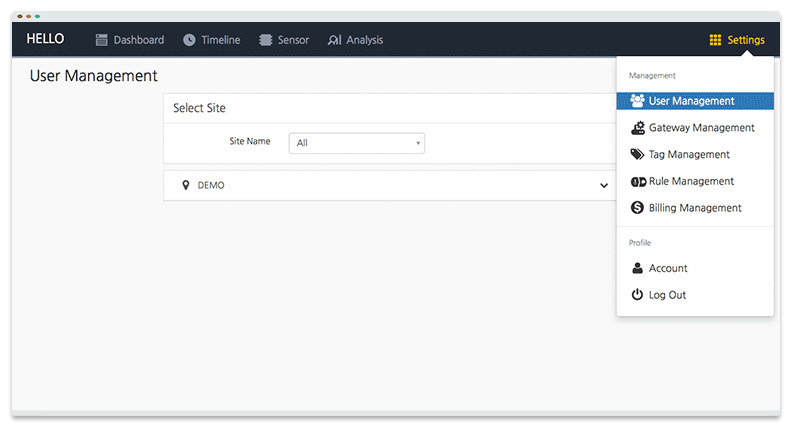 HELLO Dashboard Timeline Sensor Analysis Settings
User Management
Select Site
Site Name All
DEMO
Management
User Management
Gateway Management
Tag Management
Rule Management
Billing Management
Profile
Account
Log Out